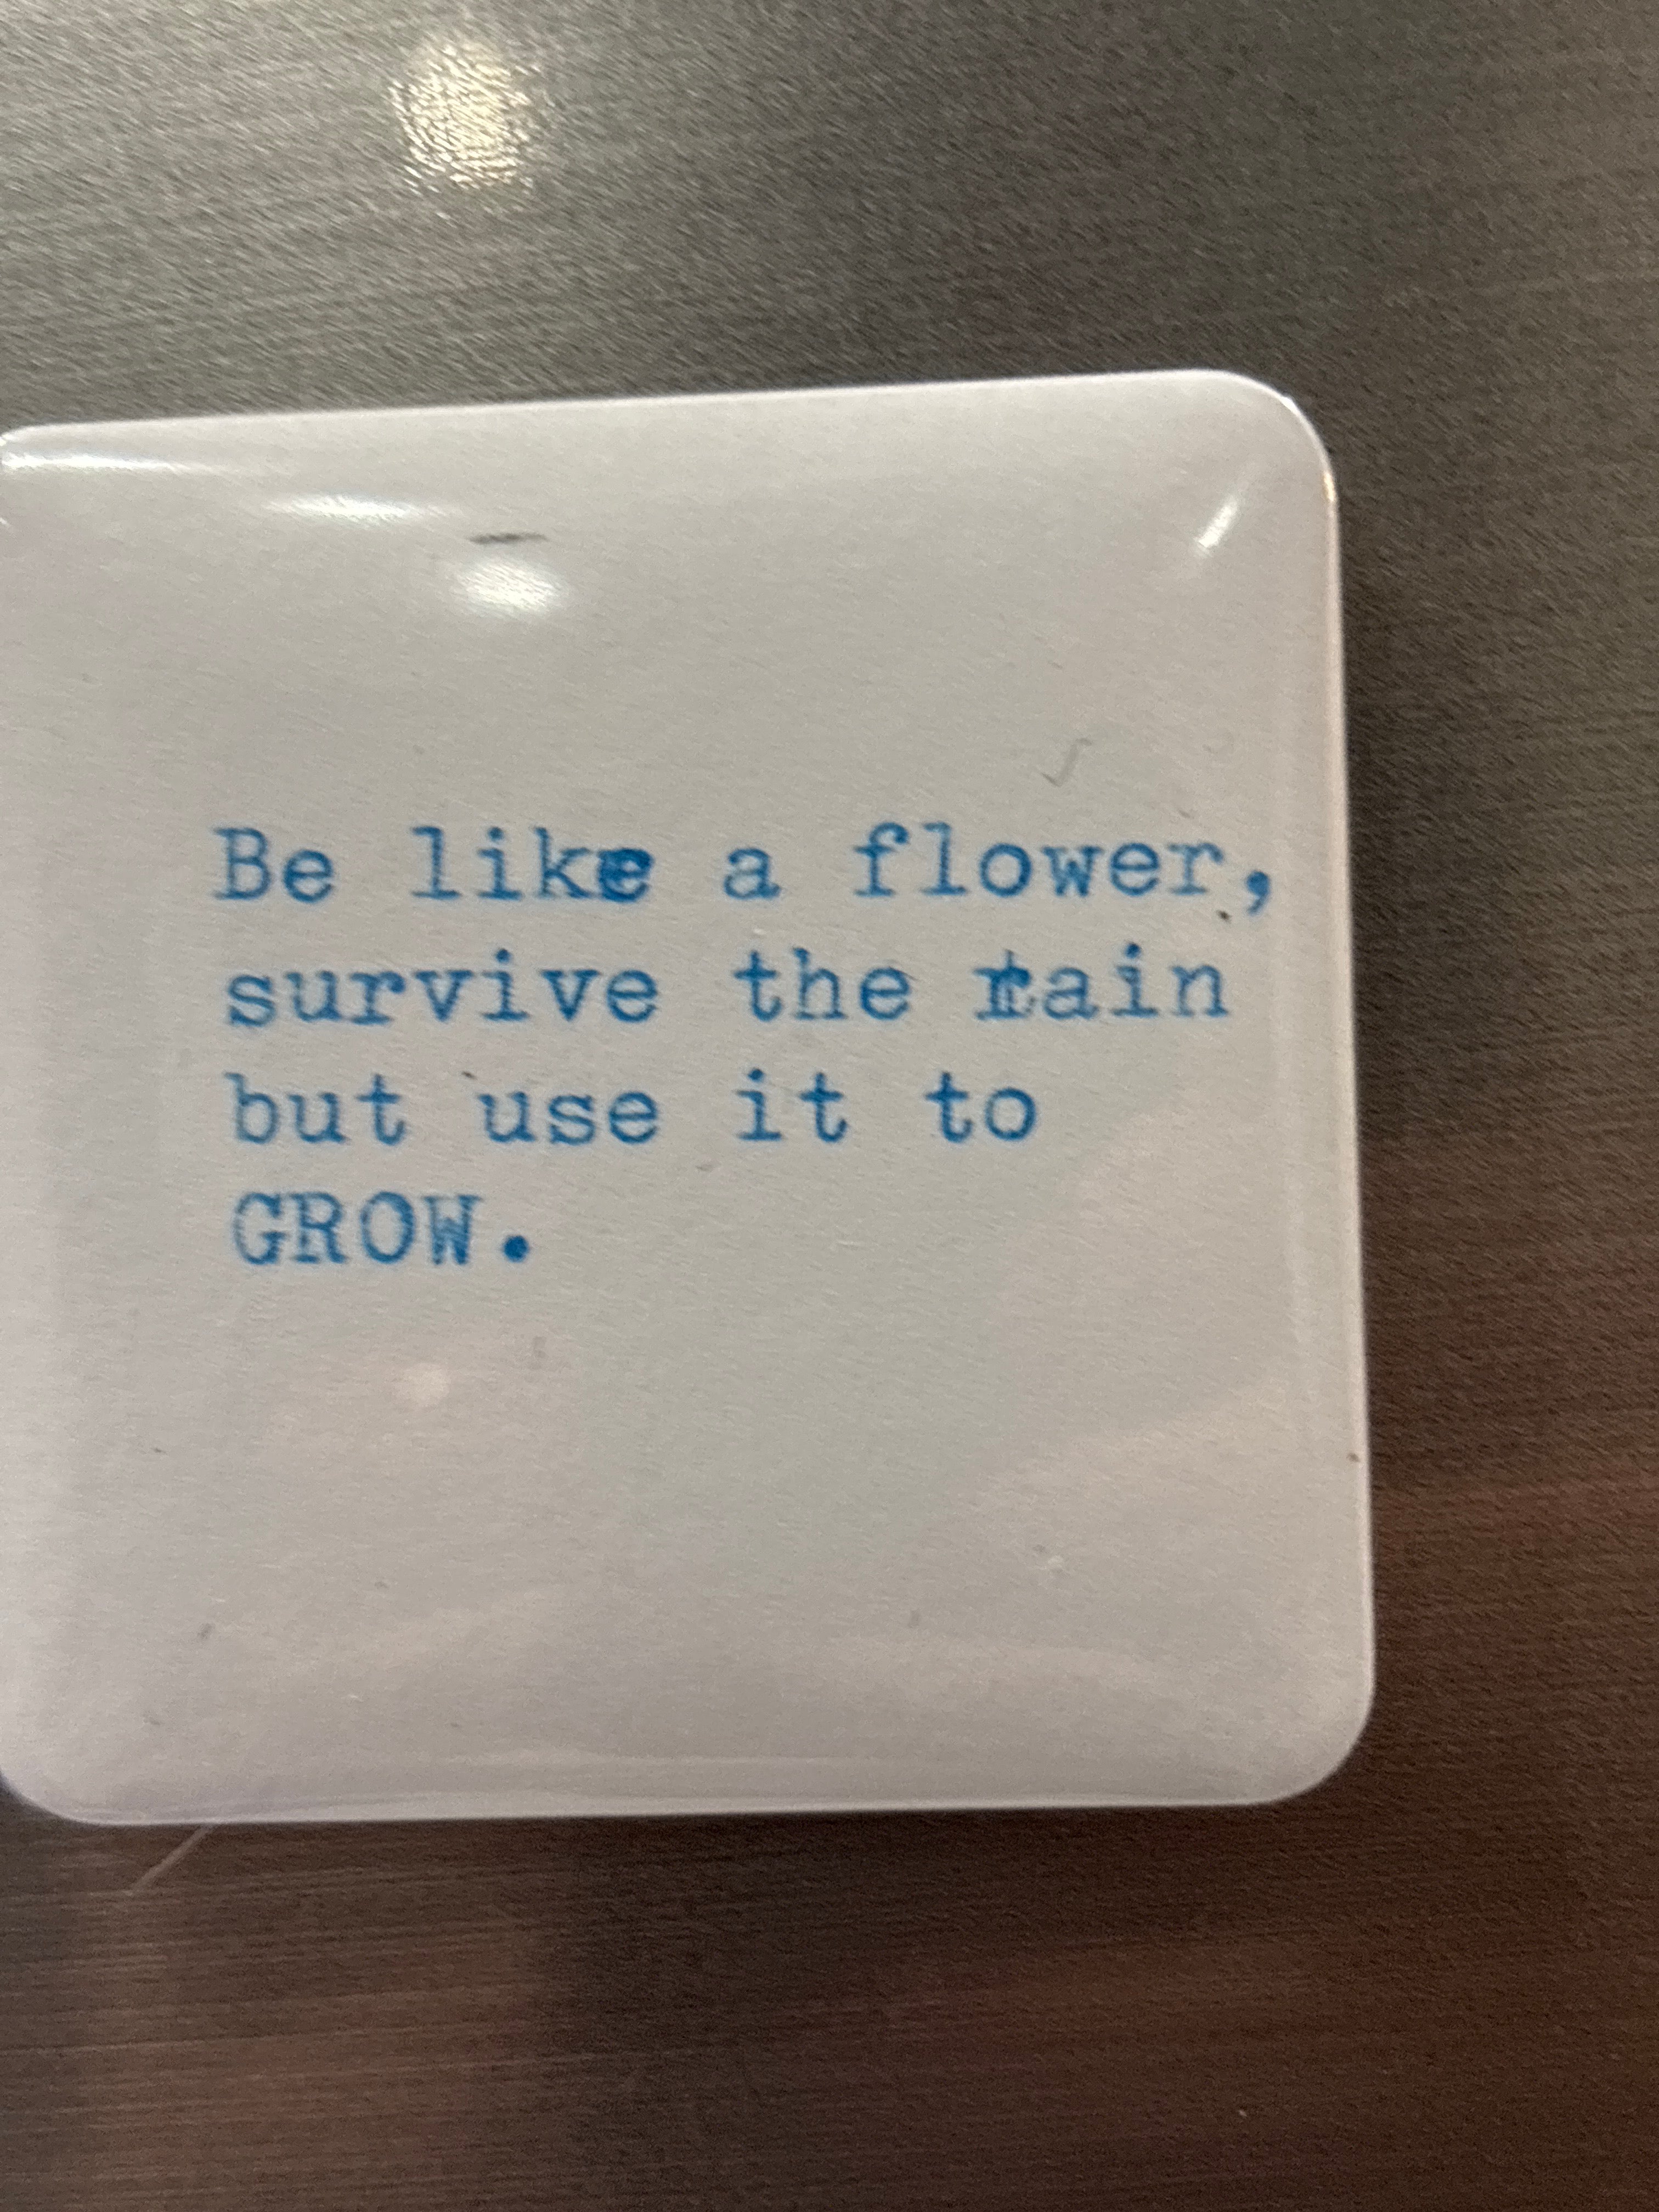 Be like a flower,
survive the rain
but use it to
GROW.